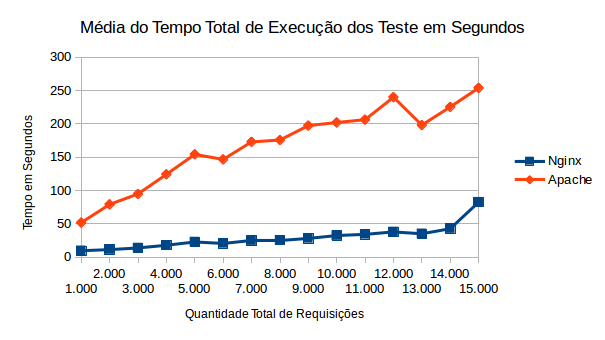 Média do Tempo Total de Execução dos Teste em Segundos
300
250
200
150
100
50
0
Tempo em Segundos
Nginx
Apache
2.000 4.000 6.000 8.000 10.000 12.000 14.000
1.000 3.000 5.000 7.000 9.000 11.000 13.000 15.000
Quantidade Total de Requisições